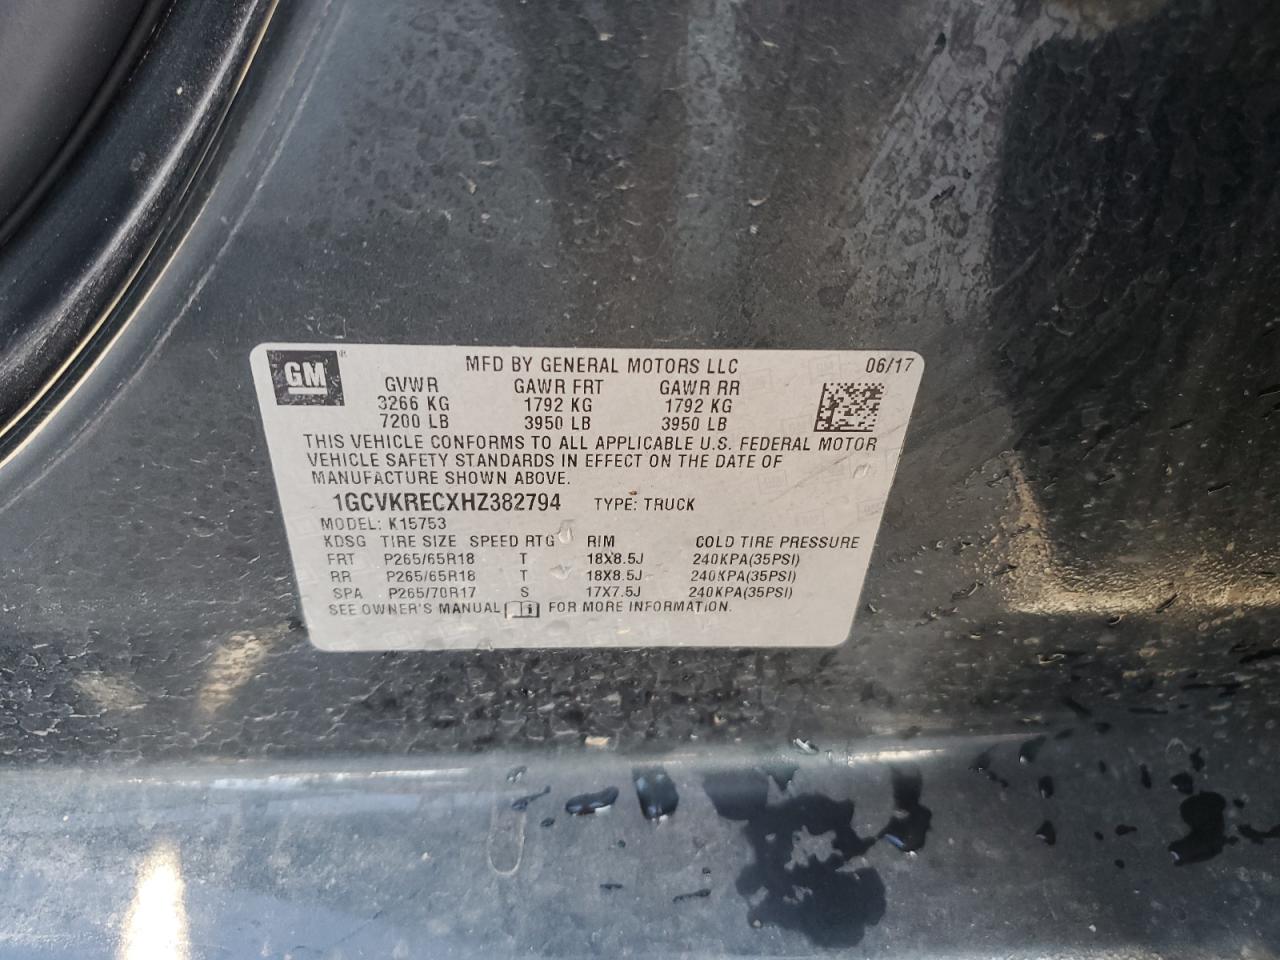 GM®
MFD BY GENERAL MOTORS LLC 06/17
GVWR GAWR FRT GAWR RR
3266 KG 1792 KG 1792 KG
7200 LB 3950 LB 3950 LB
THIS VEHICLE CONFORMS TO ALL APPLICABLE U.S. FEDERAL MOTOR
VEHICLE SAFETY STANDARDS IN EFFECT ON THE DATE OF
MANUFACTURE SHOWN ABOVE.
1GCVKRECXHZ382794 TYPE: TRUCK
MODEL: K15753
KDSG TIRE SIZE SPEED RTG RIM COLD TIRE PRESSURE
FRT P265/65R18 T 18X8.5J 240KPA(35PSI)
RR P265/65R18 T 18X8.5J 240KPA(35PSI)
SPA P265/70R17 S 17X7.5J 240KPA(35PSI)
SEE OWNER'S MANUAL i FOR MORE INFORMATION.